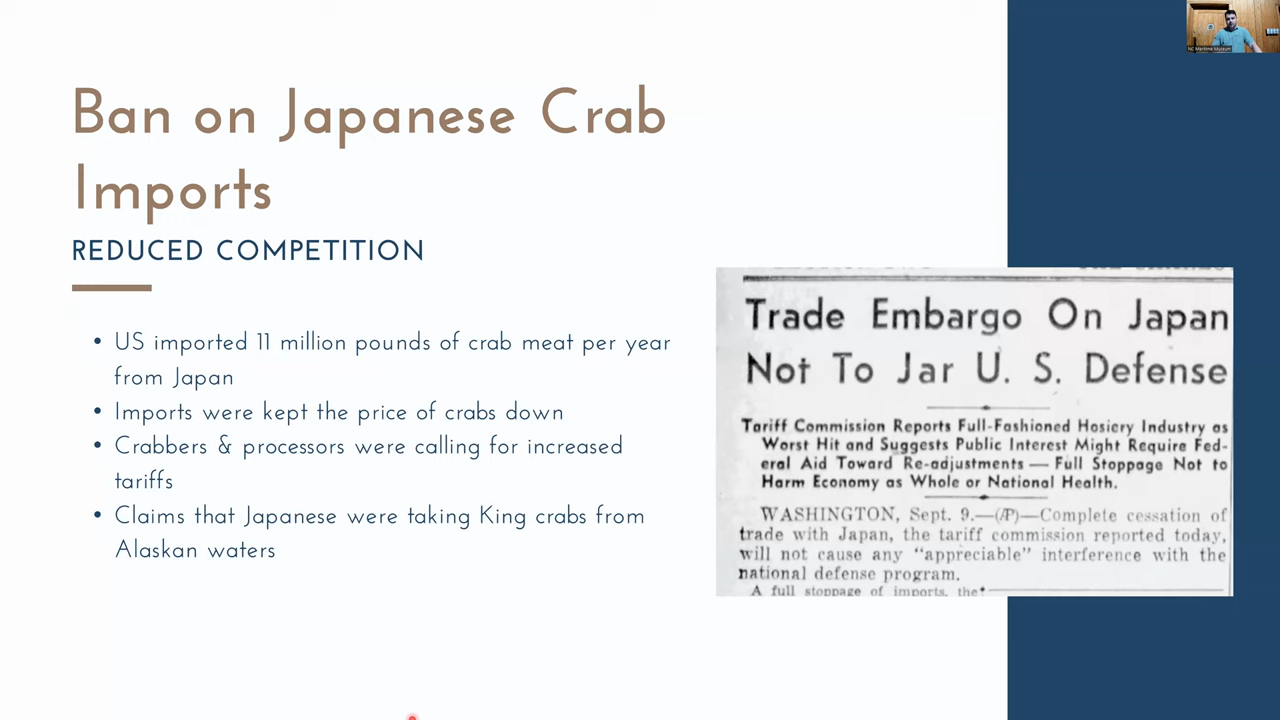 Ban on Japanese Crab
Imports
REDUCED COMPETITION
• US imported 11 million pounds of crab meat per year
from Japan
• Imports were kept the price of crabs down
• Crabbers & processors were calling for increased
tariffs
• Claims that Japanese were taking King crabs from
Alaskan waters
Trade Embargo On Japan
Not To Jar U. S. Defense
Tariff Commission Reports Full-Fashioned Hosiery Industry as
Worst Hit and Suggests Public Interest Might Require Fed-
eral Aid Toward Re-adjustments — Full Stoppage Not to
Harm Economy as Whole or National Health.
WASHINGTON, Sept. 9.—(AP)—Complete cessation of
trade with Japan, the tariff commission reported today,
will not cause any “appreciable” interference with the
national defense program.
A full stoppage of imports, the
NC Maritime Museum